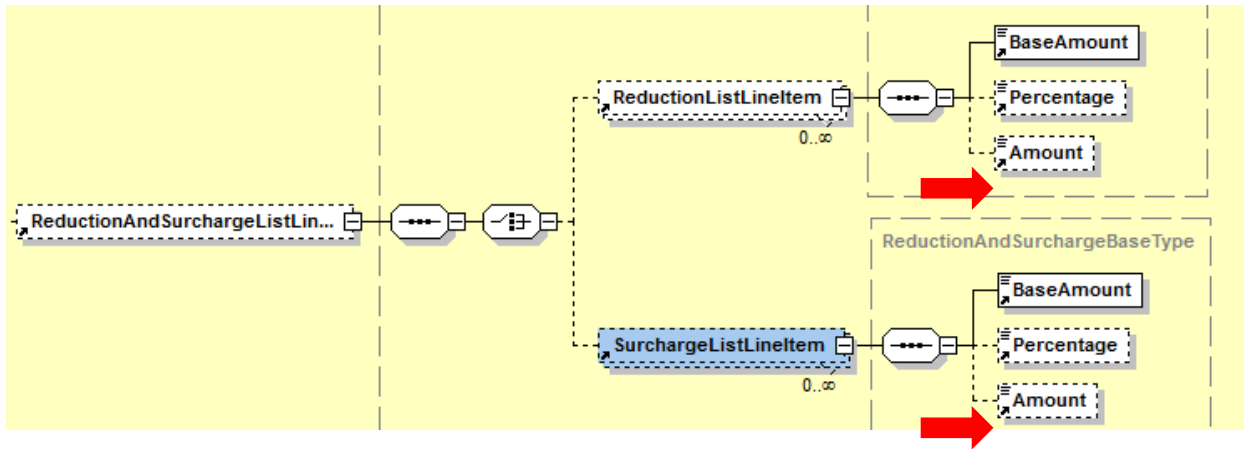 BaseAmount
ReductionListLineItem
Percentage
0..∞
Amount
ReductionAndSurchargeListLin...
ReductionAndSurchargeBaseType
BaseAmount
SurchargeListLineItem
Percentage
0..∞
Amount